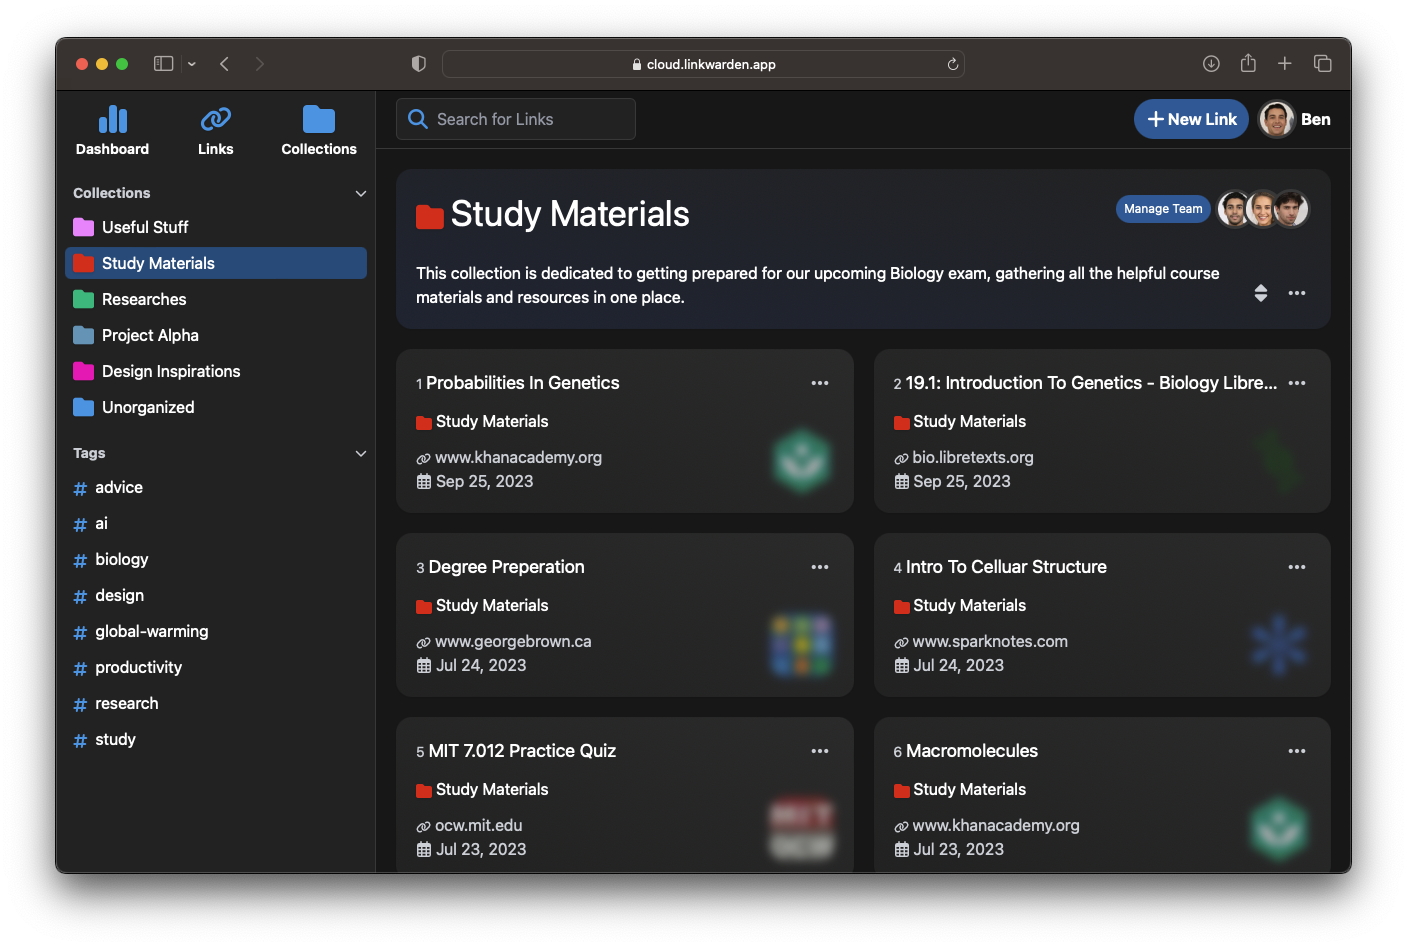 cloud.linkwarden.app
Dashboard
Links
Collections
Search for Links
New Link
Ben
Collections
Useful Stuff
Study Materials
Researches
Project Alpha
Design Inspirations
Unorganized
Tags
# advice
# ai
# biology
# design
# global-warming
# productivity
# research
# study
Study Materials
Manage Team
This collection is dedicated to getting prepared for our upcoming Biology exam, gathering all the helpful course
materials and resources in one place.
1 Probabilities In Genetics
Study Materials
www.khanacademy.org
Sep 25, 2023
2 19.1: Introduction To Genetics - Biology Libre...
Study Materials
bio.libretexts.org
Sep 25, 2023
3 Degree Preperation
Study Materials
www.georgebrown.ca
Jul 24, 2023
4 Intro To Celluar Structure
Study Materials
www.sparknotes.com
Jul 24, 2023
5 MIT 7.012 Practice Quiz
Study Materials
ocw.mit.edu
Jul 23, 2023
MIT
6 Macromolecules
Study Materials
www.khanacademy.org
Jul 23, 2023